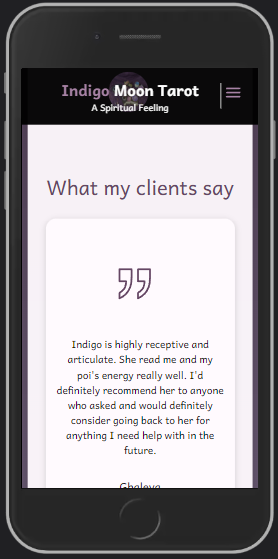 Indigo Moon Tarot
A Spiritual Feeling
What my clients say
Indigo is highly receptive and
articulate. She read me and my
poi's energy really well. I'd
definitely recommend her to anyone
who asked and would definitely
consider going back to her for
anything I need help with in the
future.